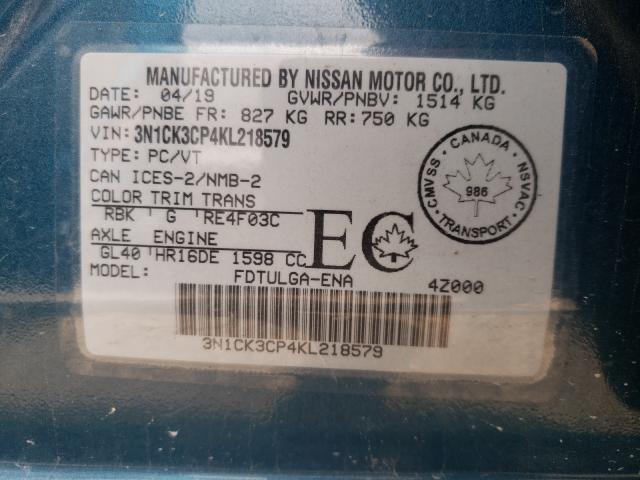 MANUFACTURED BY NISSAN MOTOR CO., LTD.
DATE: 04/19 GVWR/PNBV: 1514 KG
GAWR/PNBE FR: 827 KG RR: 750 KG
VIN: 3N1CK3CP4KL218579
TYPE: PC/VT
CAN ICES-2/NMB-2
COLOR TRIM TRANS
RBK G RE4F03C
AXLE ENGINE
GL40 HR16DE 1598 CC
MODEL: FDTULGA-ENA 4Z000
EC
CANADA
CMVSS NSVAC
986
TRANSPORT
3N1CK3CP4KL218579